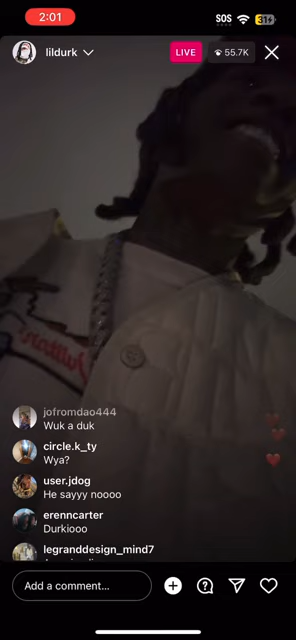 2:01
SOS
31
lildurk
LIVE
55.7K
jofromdao444
Wuk a duk
circle.k_ty
Wya?
user.jdog
He sayyy noooo
erenncarter
Durkiooo
legranddesign_mind7
Add a comment...